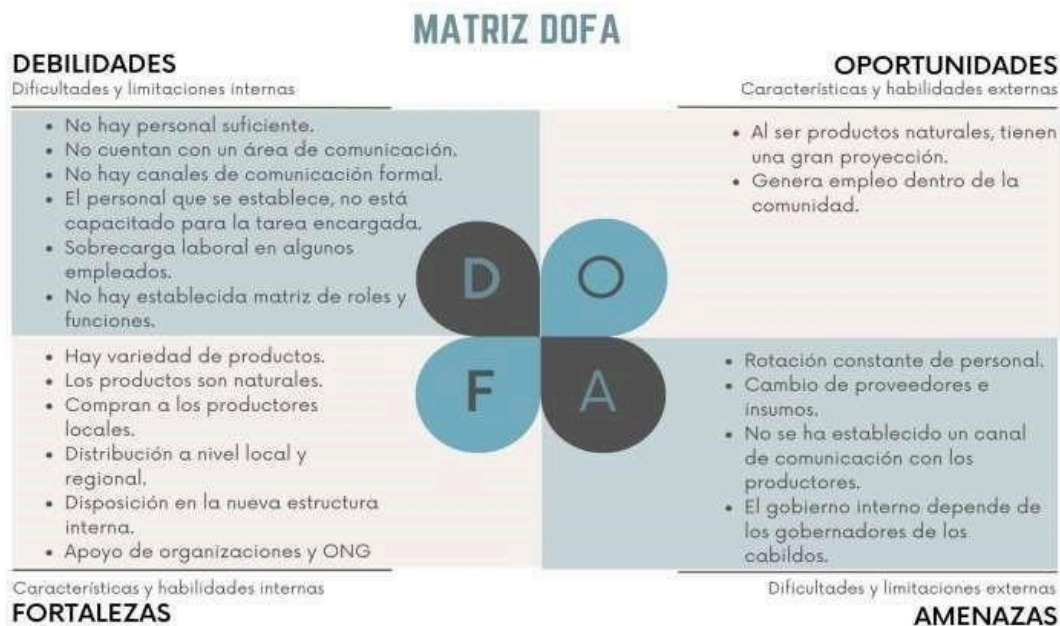 MATRIZ DOFA
DEBILIDADES
Dificultades y limitaciones internas
• No hay personal suficiente.
• No cuentan con un área de comunicación.
• No hay canales de comunicación formal.
• El personal que se establece, no está
capacitado para la tarea encargada.
• Sobrecarga laboral en algunos
empleados.
• No hay establecida matriz de roles y
funciones.
OPORTUNIDADES
Características y habilidades externas
• Al ser productos naturales, tienen
una gran proyección.
• Genera empleo dentro de la
comunidad.
D
O
F
A
• Hay variedad de productos.
• Los productos son naturales.
• Compran a los productores
locales.
• Distribución a nivel local y
regional.
• Disposición en la nueva estructura
interna.
• Apoyo de organizaciones y ONG
Características y habilidades internas
FORTALEZAS
• Rotación constante de personal.
• Cambio de proveedores e
insumos.
• No se ha establecido un canal
de comunicación con los
productores.
• El gobierno interno depende de
los gobernadores de los
cabildos.
Dificultades y limitaciones externas
AMENAZAS